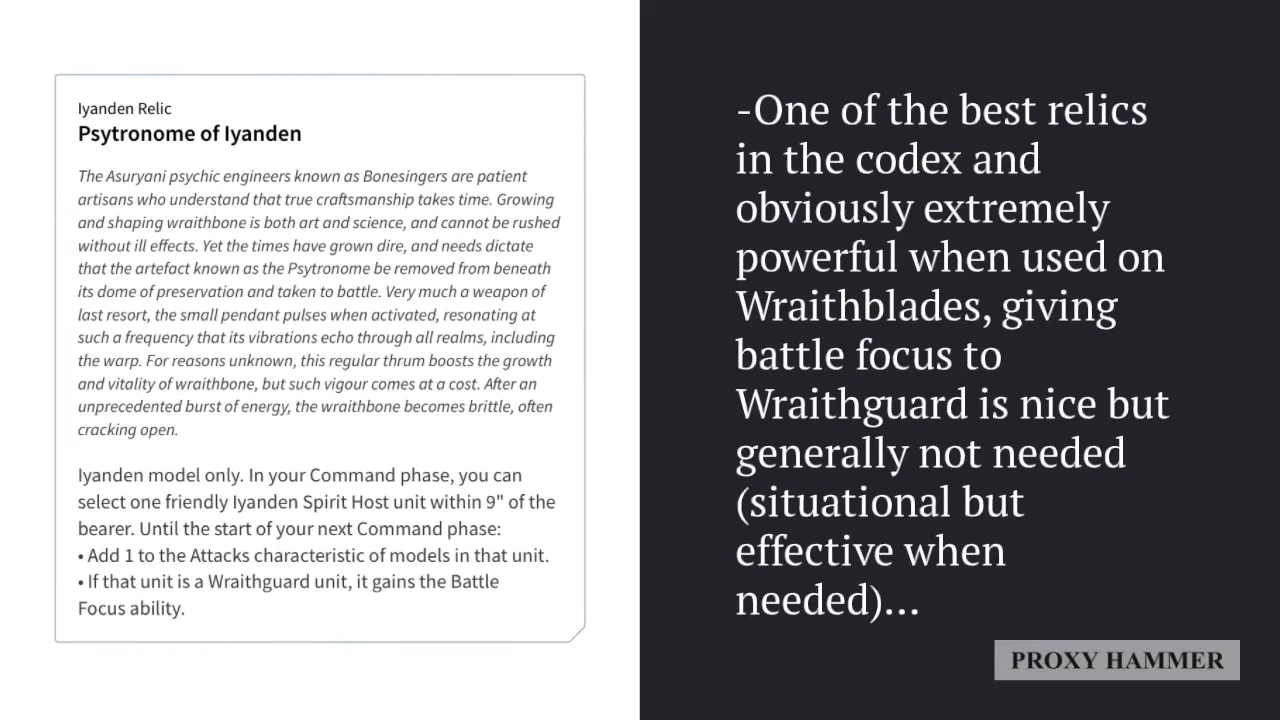 Iyanden Relic
Psytronome of Iyanden
The Asuryani psychic engineers known as Bonesingers are patient
artisans who understand that true craftsmanship takes time. Growing
and shaping wraithbone is both art and science, and cannot be rushed
without ill effects. Yet the times have grown dire, and needs dictate
that the artefact known as the Psytronome be removed from beneath
its dome of preservation and taken to battle. Very much a weapon of
last resort, the small pendant pulses when activated, resonating at
such a frequency that its vibrations echo through all realms, including
the warp. For reasons unknown, this regular thrum boosts the growth
and vitality of wraithbone, but such vigour comes at a cost. After an
unprecedented burst of energy, the wraithbone becomes brittle, often
cracking open.
Iyanden model only. In your Command phase, you can
select one friendly Iyanden Spirit Host unit within 9" of the
bearer. Until the start of your next Command phase:
• Add 1 to the Attacks characteristic of models in that unit.
• If that unit is a Wraithguard unit, it gains the Battle
Focus ability.
-One of the best relics
in the codex and
obviously extremely
powerful when used on
Wraithblades, giving
battle focus to
Wraithguard is nice but
generally not needed
(situational but
effective when
needed)...
PROXY HAMMER